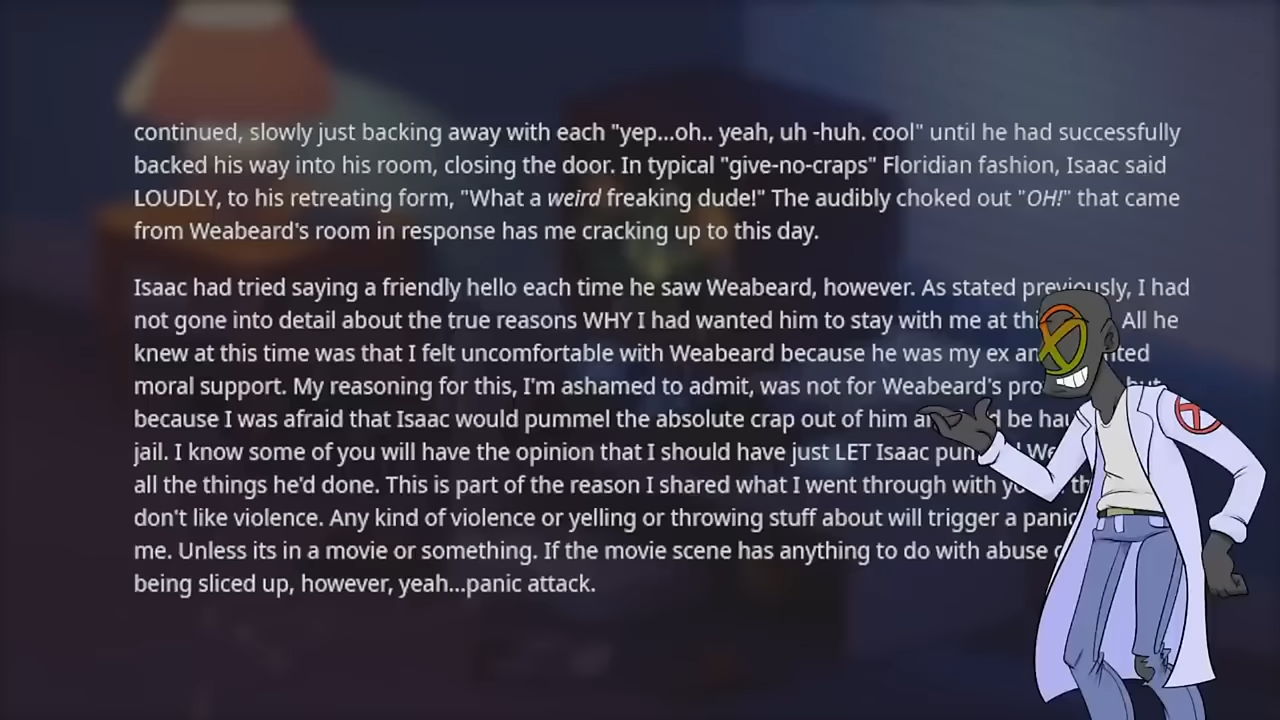 continued, slowly just backing away with each "yep...oh.. yeah, uh -huh. cool" until he had successfully
backed his way into his room, closing the door. In typical "give-no-craps" Floridian fashion, Isaac said
LOUDLY, to his retreating form, "What a weird freaking dude!" The audibly choked out "OH!" that came
from Weabeard's room in response has me cracking up to this day.
Isaac had tried saying a friendly hello each time he saw Weabeard, however. As stated previously, I had
not gone into detail about the true reasons WHY I had wanted him to stay with me at All he
knew at this time was that I felt uncomfortable with Weabeard because he was my ex
moral support. My reasoning for this, I'm ashamed to admit, was not for Weabeard's
because I was afraid that Isaac would pummel the absolute crap out of him be
jail. I know some of you will have the opinion that I should have just LET Isaac
all the things he'd done. This is part of the reason I shared what I went through with
don't like violence. Any kind of violence or yelling or throwing stuff about will trigger a panic
me. Unless its in a movie or something. If the movie scene has anything to do with abuse
being sliced up, however, yeah...panic attack.